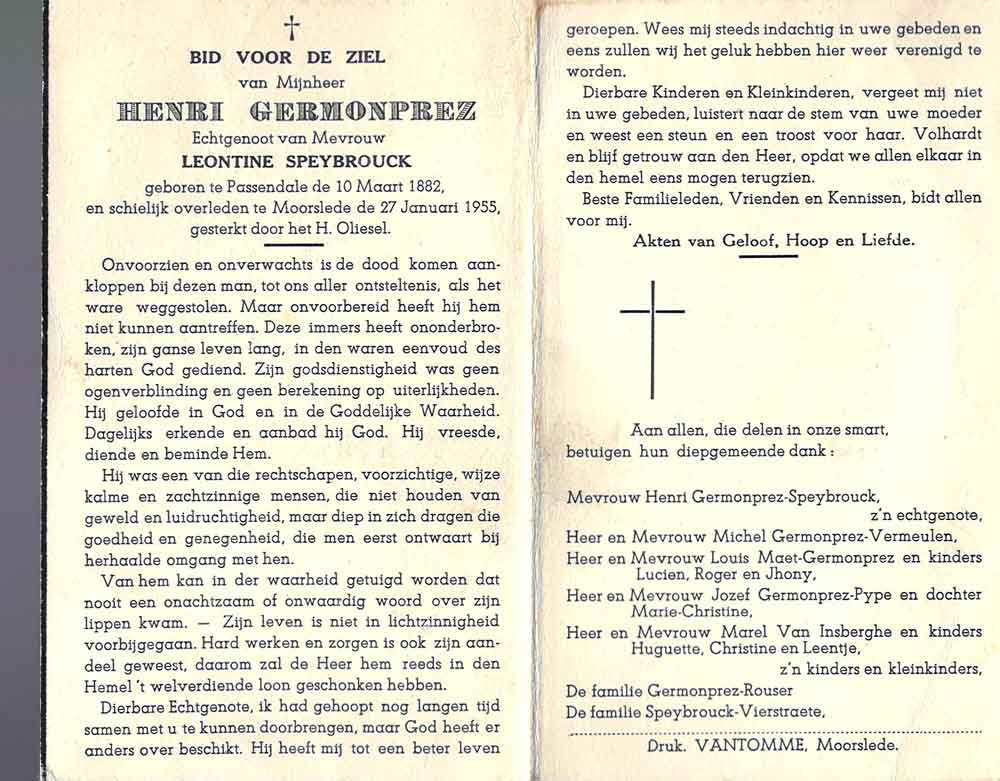 BID VOOR DE ZIEL
van Mijnheer
HENRI GERMONPREZ
Echtgenoot van Mevrouw
LEONTINE SPEYBROUCK
geboren te Passendale de 10 Maart 1882,
en schielijk overleden te Moorslede de 27 Januari 1955,
gesterkt door het H. Oliesel.
Onvoorzien en onverwachts is de dood komen aan-
kloppen bij dezen man, tot ons aller ontsteltenis, als het
ware weggestolen. Maar onvoorbereid heeft hij hem
niet kunnen aantreffen. Deze immers heeft ononderbro-
ken, zijn ganse leven lang, in den waren eenvoud des
harten God gediend. Zijn godsdienstigheid was geen
ogenverblinding en geen berekening op uiterlijkheden.
Hij geloofde in God en in de Goddelijke Waarheid.
Dagelijks erkende en aanbad hij God. Hij vreesde,
diende en beminde Hem.
Hij was een van die rechtschapen, voorzichtige, wijze
kalme en zachtzinnige mensen, die niet houden van
geweld en luidruchtigheid, maar diep in zich dragen die
goedheid en genegenheid, die men eerst ontwaart bij
herhaalde omgang met hen.
Van hem kan in der waarheid getuigd worden dat
nooit een onachtzaam of onwaardig woord over zijn
lippen kwam. — Zijn leven is niet in lichtzinnigheid
voorbijgegaan. Hard werken en zorgen is ook zijn aan-
deel geweest, daarom zal de Heer hem reeds in den
Hemel 't welverdiende loon geschonken hebben.
Dierbare Echtgenote, ik had gehoopt nog langen tijd
samen met u te kunnen doorbrengen, maar God heeft er
anders over beschikt. Hij heeft mij tot een beter leven
geroepen. Wees mij steeds indachtig in uwe gebeden en
eens zullen wij het geluk hebben hier weer verenigd te
worden.
Dierbare Kinderen en Kleinkinderen, vergeet mij niet
in uwe gebeden, luistert naar de stem van uwe moeder
en weest een steun en een troost voor haar. Volhardt
en blijf getrouw aan den Heer, opdat we allen elkaar in
den hemel eens mogen terugzien.
Beste Familieleden, Vrienden en Kennissen, bidt allen
voor mij.
Akten van Geloof, Hoop en Liefde.
Aan allen, die delen in onze smart,
betuigen hun diepgemeende dank :
Mevrouw Henri Germonprez-Speybrouck,
z'n echtgenote,
Heer en Mevrouw Michel Germonprez-Vermeulen,
Heer en Mevrouw Louis Maet-Germonprez en kinders
Lucien, Roger en Jhony,
Heer en Mevrouw Jozef Germonprez-Pype en dochter
Marie-Christine,
Heer en Mevrouw Marel Van Insberghe en kinders
Huguette, Christine en Leentje,
z'n kinders en kleinkinders,
De familie Germonprez-Rouser
De familie Speybrouck-Vierstraete,
Druk. VANTOMME, Moorslede.